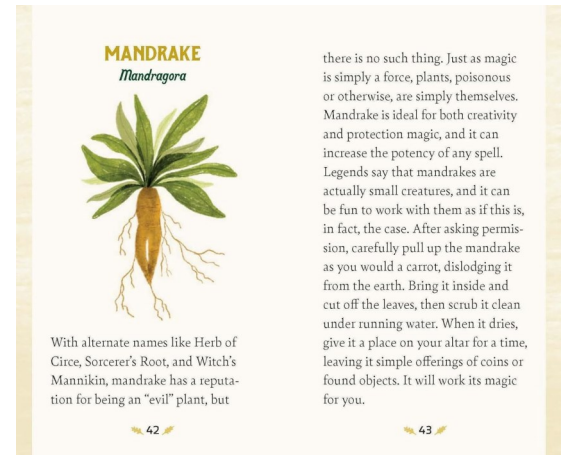 MANDRAKE
Mandragora
With alternate names like Herb of
Circe, Sorcerer's Root, and Witch's
Mannikin, mandrake has a reputa-
tion for being an “evil” plant, but
42
there is no such thing. Just as magic
is simply a force, plants, poisonous
or otherwise, are simply themselves.
Mandrake is ideal for both creativity
and protection magic, and it can
increase the potency of any spell.
Legends say that mandrakes are
actually small creatures, and it can
be fun to work with them as if this is,
in fact, the case. After asking permis-
sion, carefully pull up the mandrake
as you would a carrot, dislodging it
from the earth. Bring it inside and
cut off the leaves, then scrub it clean
under running water. When it dries,
give it a place on your altar for a time,
leaving it simple offerings of coins or
found objects. It will work its magic
for you.
43